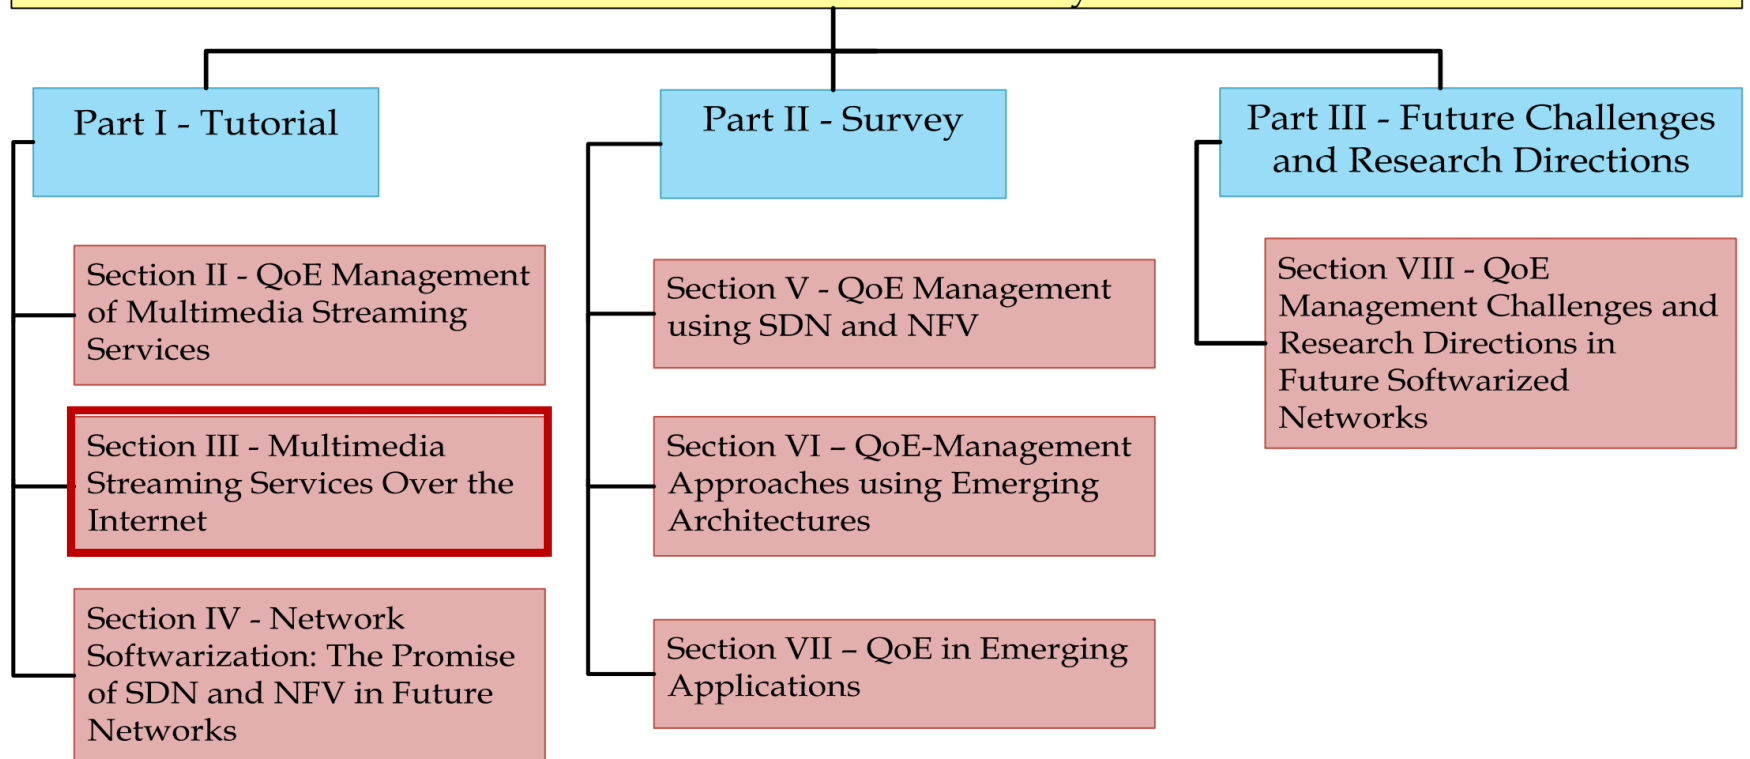 Part I - Tutorial
Section II - QoE Management
of Multimedia Streaming
Services
Section III - Multimedia
Streaming Services Over the
Internet
Section IV - Network
Softwarization: The Promise
of SDN and NFV in Future
Networks
Part II - Survey
Section V - QoE Management
using SDN and NFV
Section VI – QoE-Management
Approaches using Emerging
Architectures
Section VII – QoE in Emerging
Applications
Part III - Future Challenges
and Research Directions
Section VIII - QoE
Management Challenges and
Research Directions in
Future Softwarized
Networks